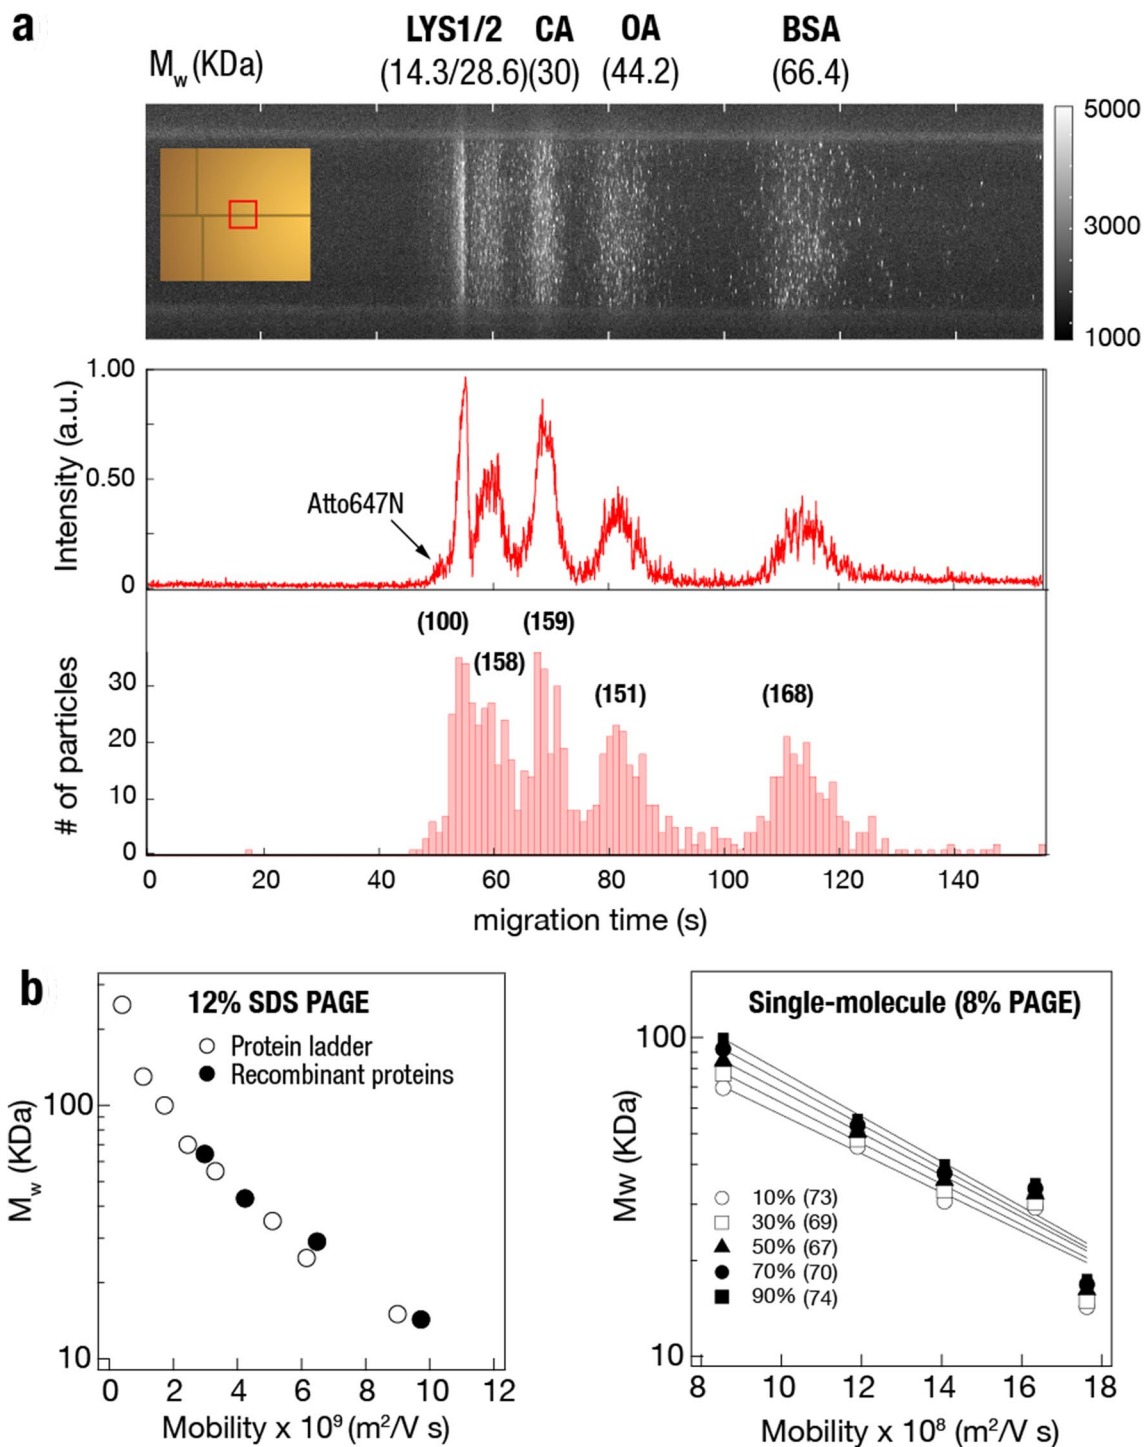 a
LYS1/2 CA OA BSA
Mw (KDa) (14.3/28.6) (30) (44.2) (66.4)
5000
3000
1000
Intensity (a.u.)
1.00
0.50
0
Atto647N
# of particles
30
20
10
0
(100) (158) (159) (151) (168)
0 20 40 60 80 100 120 140
migration time (s)
b
12% SDS PAGE
Protein ladder
Recombinant proteins
Mw (KDa)
100
10
0 2 4 6 8 10 12
Mobility x 10⁹ (m²/V s)
Single-molecule (8% PAGE)
Mw (KDa)
100
10
10% (73)
30% (69)
50% (67)
70% (70)
90% (74)
8 10 12 14 16 18
Mobility x 10⁸ (m²/V s)